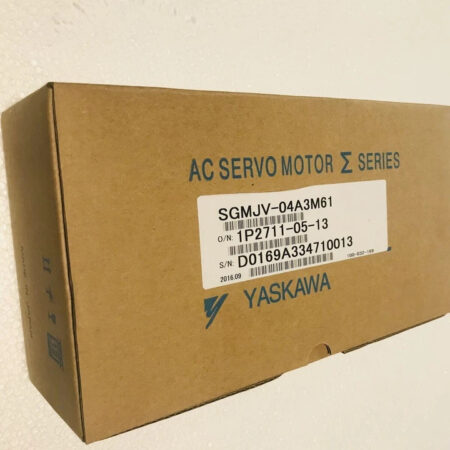 AC SERVO MOTOR Σ SERIES
SGMJV-04A3M61
O/N: 1P2711-05-13
S/N: D0169A334710013
2016.09
YASKAWA